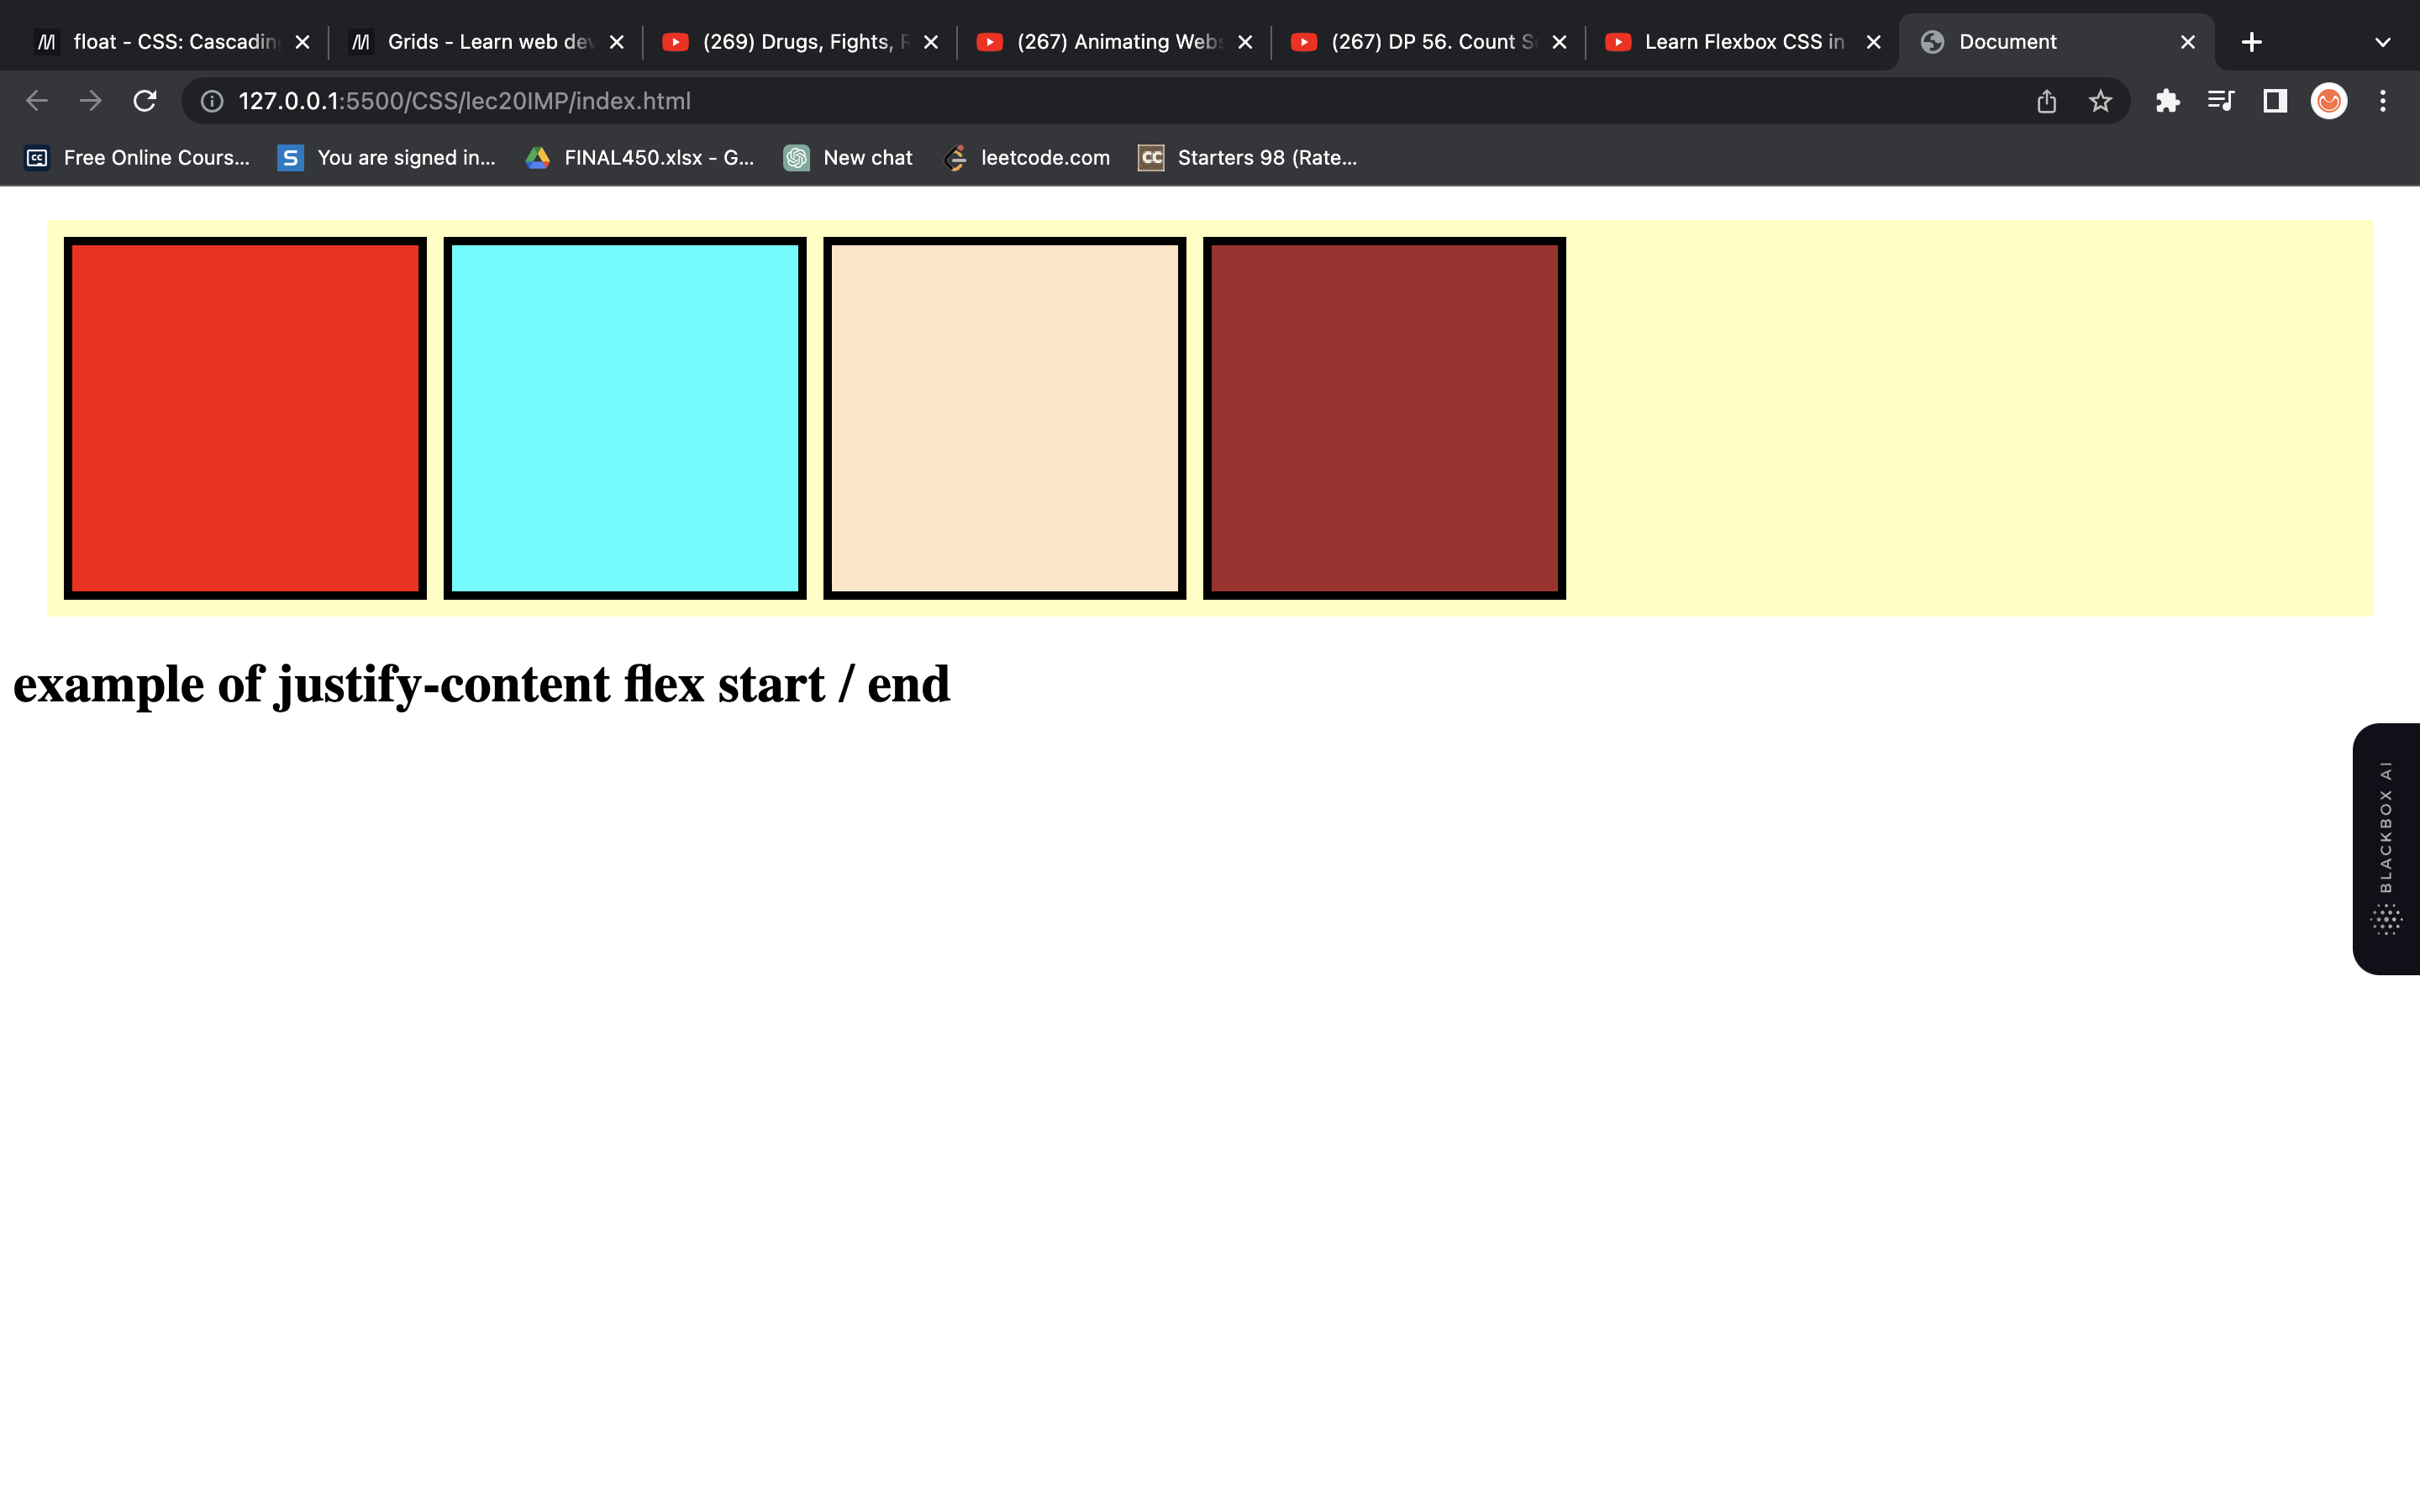 float - CSS: Cascading
Grids - Learn web dev
(269) Drugs, Fights,
(267) Animating Webs
(267) DP 56. Count S
Learn Flexbox CSS in
Document
127.0.0.1:5500/CSS/lec20IMP/index.html
Free Online Cours...
S
You are signed in...
FINAL450.xlsx - G...
New chat
leetcode.com
CC
Starters 98 (Rate...
example of justify-content flex start / end
BLACKBOX AI